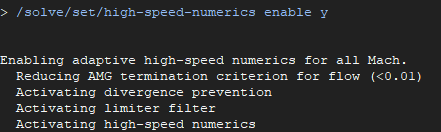 > /solve/set/high-speed-numerics enable y
Enabling adaptive high-speed numerics for all Mach.
Reducing AMG termination criterion for flow (<0.01)
Activating divergence prevention
Activating limiter filter
Activating high-speed numerics